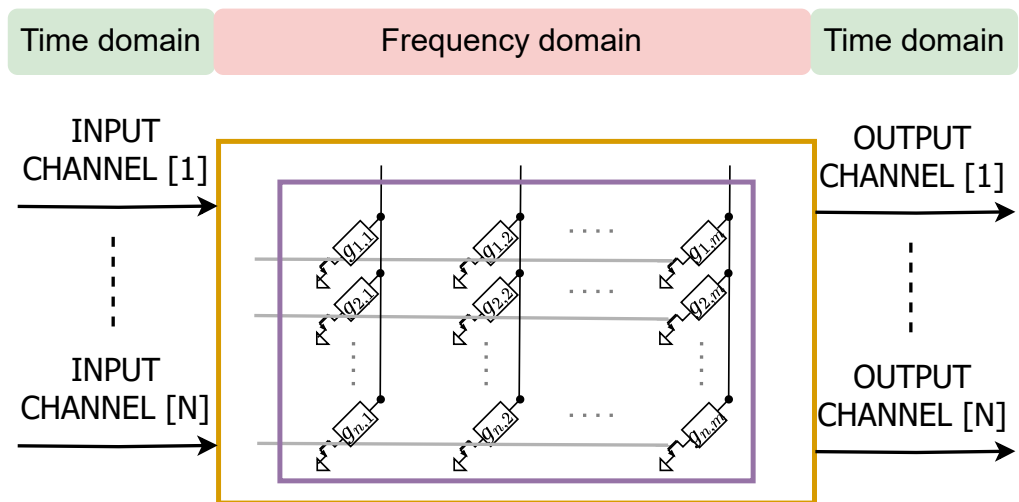 Time domain
Frequency domain
Time domain
INPUT
CHANNEL [1]
OUTPUT
CHANNEL [1]
g1,1
g1,2
g1,m
g2,1
g2,2
g2,m
INPUT
CHANNEL [N]
OUTPUT
CHANNEL [N]
gn,1
gn,2
gn,m